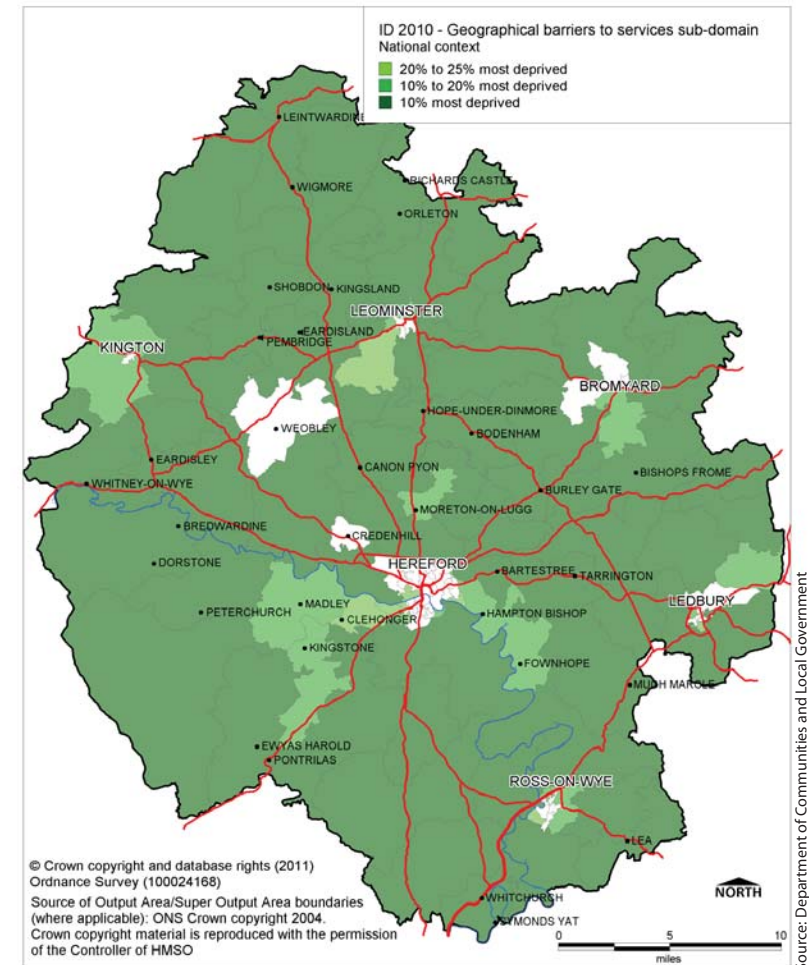 ID 2010 - Geographical barriers to services sub-domain
National context
20% to 25% most deprived
10% to 20% most deprived
10% most deprived
LEINTWARDINE
RICHARDS CASTLE
WIGMORE
ORLETON
SHOBDON
KINGSLAND
LEOMINSTER
EARDISLAND
PEMBRIDGE
KINGTON
BROMYARD
HOPE-UNDER-DINMORE
WEOBLEY
BODENHAM
EARDISLEY
CANON PYON
BISHOPS FROME
WHITNEY-ON-WYE
BURLEY GATE
MORETON-ON-LUGG
BREDWARDINE
CREDENHILL
DORSTONE
HEREFORD
BARTESTREE
TARRINGTON
LEDBURY
MADLEY
PETERCHURCH
CLEHONGER
HAMPTON BISHOP
KINGSTONE
FOWNHOPE
MUCH MARCLE
EWYAS HAROLD
PONTRILAS
ROSS-ON-WYE
LEA
WHITCHURCH
SYMONDS YAT
© Crown copyright and database rights (2011)
Ordnance Survey (100024168)
Source of Output Area/Super Output Area boundaries
(where applicable): ONS Crown copyright 2004.
Crown copyright material is reproduced with the permission
of the Controller of HMSO
NORTH
0 5 10
miles
Source: Department of Communities and Local Government